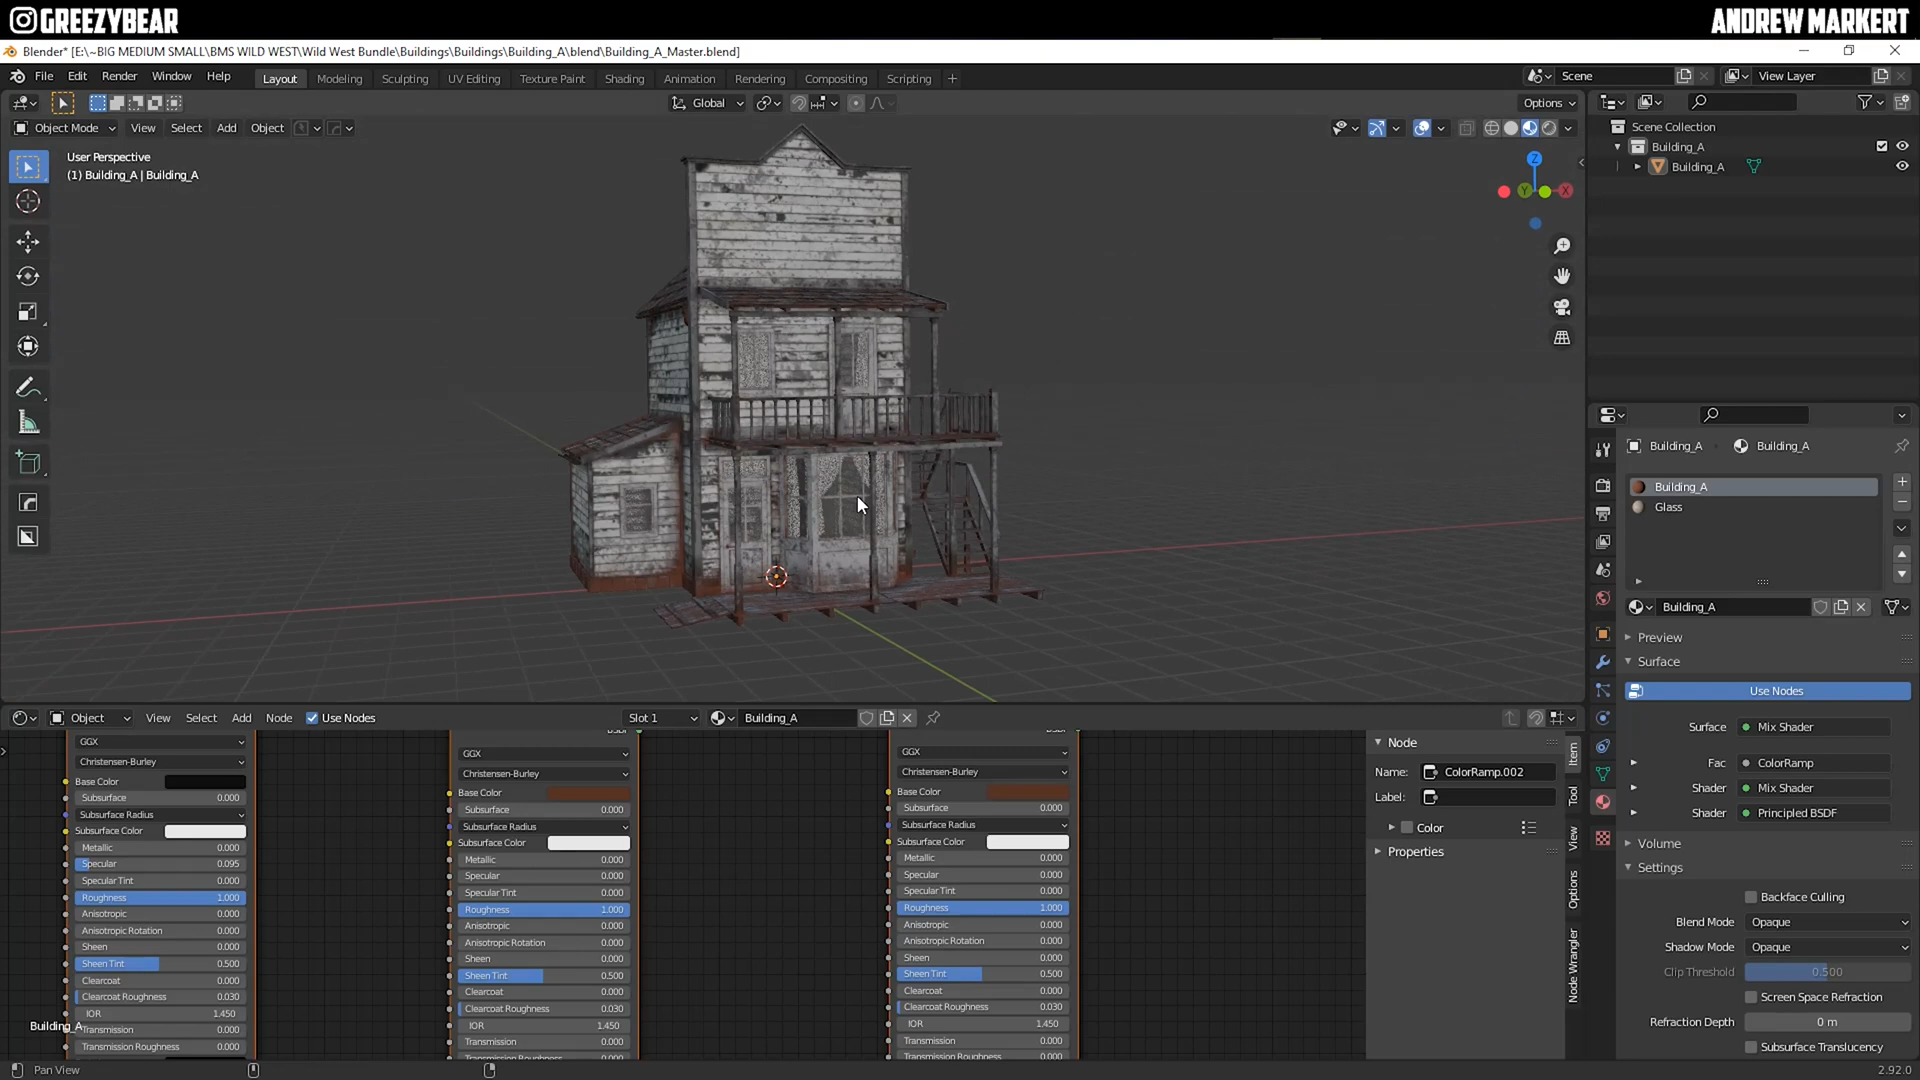 GREEZYBEAR
ANDREW MARKERT
Blender* [E:\~BIG MEDIUM SMALL\BMS WILD WEST\Wild West Bundle\Buildings\Buildings\Building_A\blend\Building_A_Master.blend]
File Edit Render Window Help Layout Modeling Sculpting UV Editing Texture Paint Shading Animation Rendering Compositing Scripting + Scene View Layer
Global Options
Object Mode View Select Add Object
User Perspective
(1) Building_A | Building_A
Z
Y X
Scene Collection
Building_A
Building_A
Building_A Building_A
Building_A
Glass
Building_A
Preview
Surface
Use Nodes
Surface Mix Shader
Fac ColorRamp
Shader Mix Shader
Shader Principled BSDF
Volume
Settings
Backface Culling
Blend Mode Opaque
Shadow Mode Opaque
Clip Threshold 0.500
Screen Space Refraction
Refraction Depth 0 m
Subsurface Translucency
Object View Select Add Node Use Nodes Slot 1 Building_A
GGX
Christensen-Burley
Base Color
Subsurface 0.000
Subsurface Radius
Subsurface Color
Metallic 0.000
Specular 0.095
Specular Tint 0.000
Roughness 1.000
Anisotropic 0.000
Anisotropic Rotation 0.000
Sheen 0.000
Sheen Tint 0.500
Clearcoat 0.000
Clearcoat Roughness 0.030
IOR 1.450
Transmission 0.000
Transmission Roughness 0.000
Building_A
GGX
Christensen-Burley
Base Color
Subsurface 0.000
Subsurface Radius
Subsurface Color
Metallic 0.000
Specular 0.000
Specular Tint 0.000
Roughness 1.000
Anisotropic 0.000
Anisotropic Rotation 0.000
Sheen 0.000
Sheen Tint 0.500
Clearcoat 0.000
Clearcoat Roughness 0.030
IOR 1.450
Transmission 0.000
GGX
Christensen-Burley
Base Color
Subsurface 0.000
Subsurface Radius
Subsurface Color
Metallic 0.000
Specular 0.000
Specular Tint 0.000
Roughness 1.000
Anisotropic 0.000
Anisotropic Rotation 0.000
Sheen 0.000
Sheen Tint 0.500
Clearcoat 0.000
Clearcoat Roughness 0.030
IOR 1.450
Transmission 0.000
Transmission Roughness 0.000
Node
Name: ColorRamp.002
Label:
Color
Properties
Item
Tool
View
Options
Node Wrangler
Pan View 2.92.0